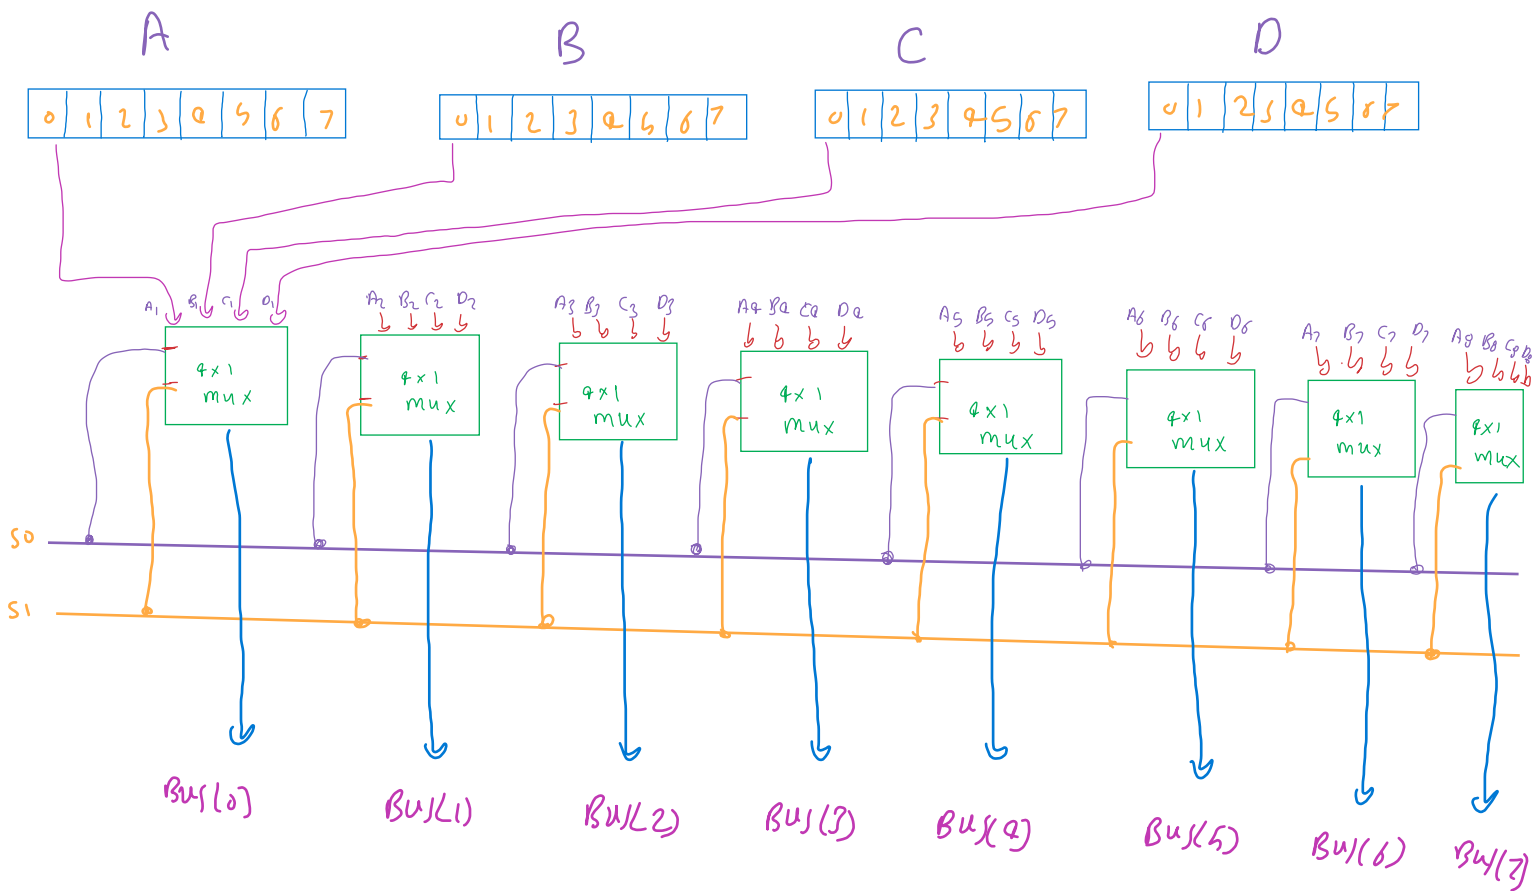 A B C D
0 1 2 3 4 5 6 7 0 1 2 3 4 5 6 7 0 1 2 3 4 5 6 7 0 1 2 3 4 5 6 7
A1 B1 C1 D1 A2 B2 C2 D2 A3 B3 C3 D3 A4 B4 C4 D4 A5 B5 C5 D5 A6 B6 C6 D6 A7 B7 C7 D7 A8 B8 C8 D8
4x1 4x1 4x1 4x1 4x1 4x1 4x1 4x1
mux mux mux mux mux mux mux mux
S0
S1
Bus(0) Bus(1) Bus(2) Bus(3) Bus(4) Bus(5) Bus(6) Bus(7)